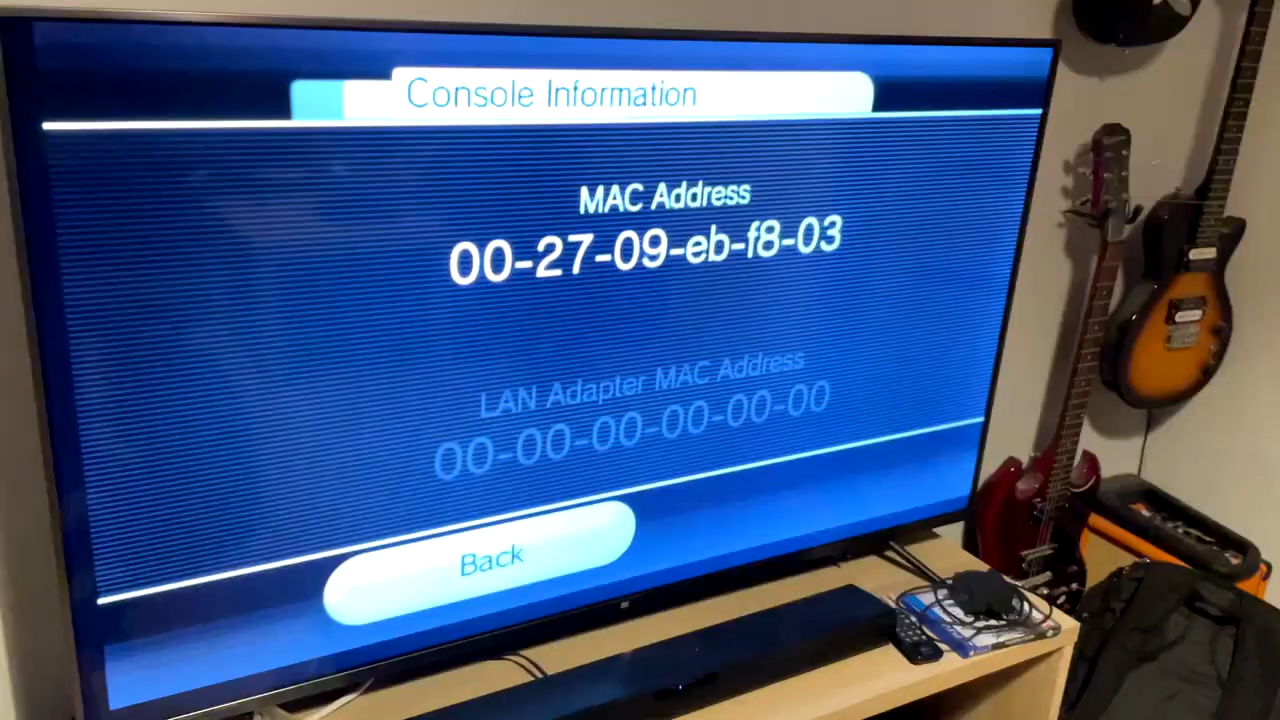 Console Information
MAC Address
00-27-09-eb-f8-03
LAN Adapter MAC Address
00-00-00-00-00-00
Back